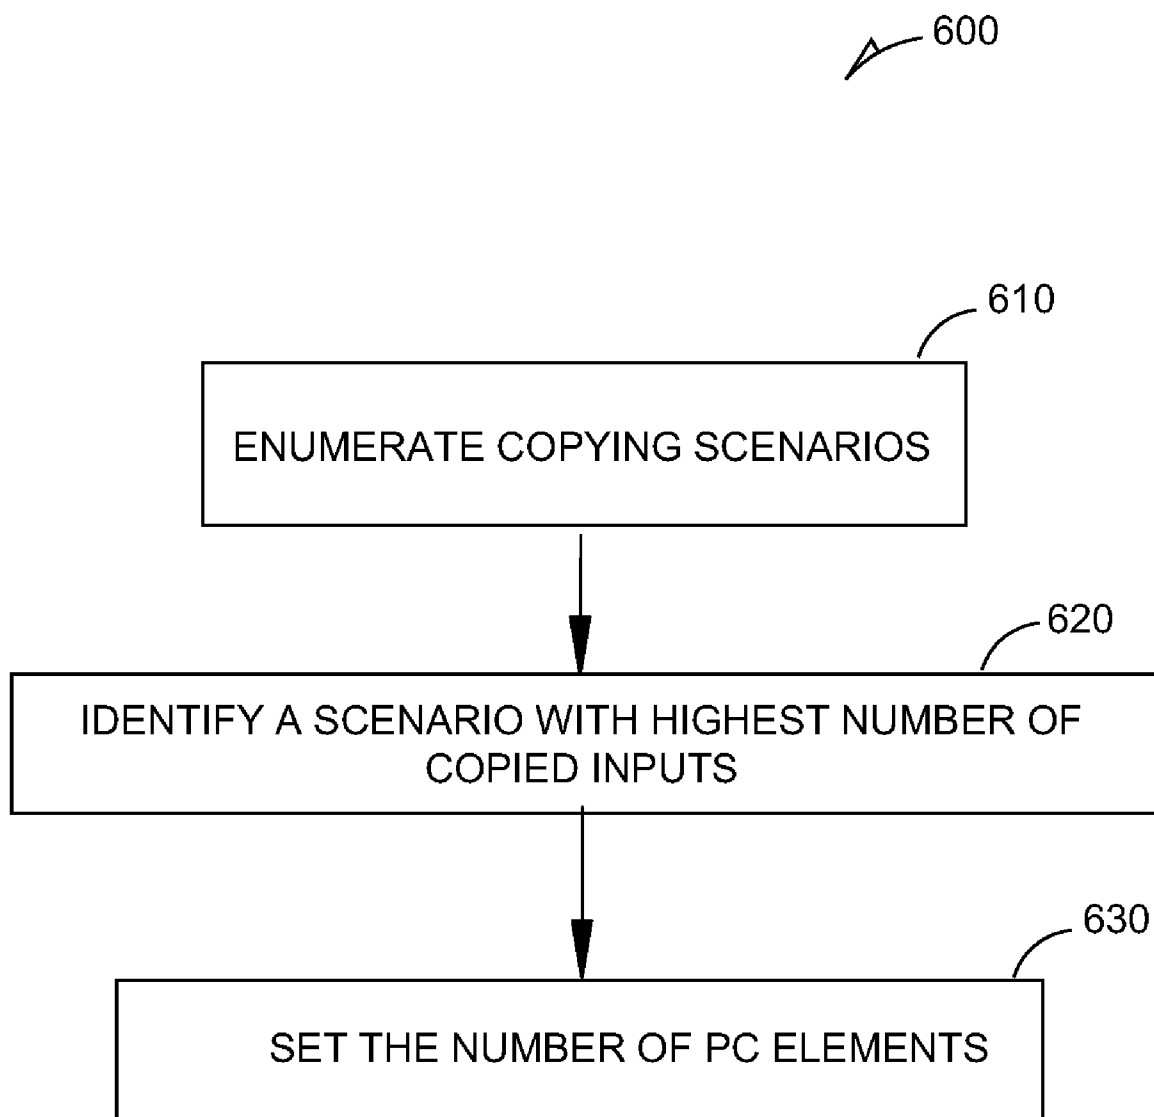 600
610
ENUMERATE COPYING SCENARIOS
620
IDENTIFY A SCENARIO WITH HIGHEST NUMBER OF
COPIED INPUTS
630
SET THE NUMBER OF PC ELEMENTS